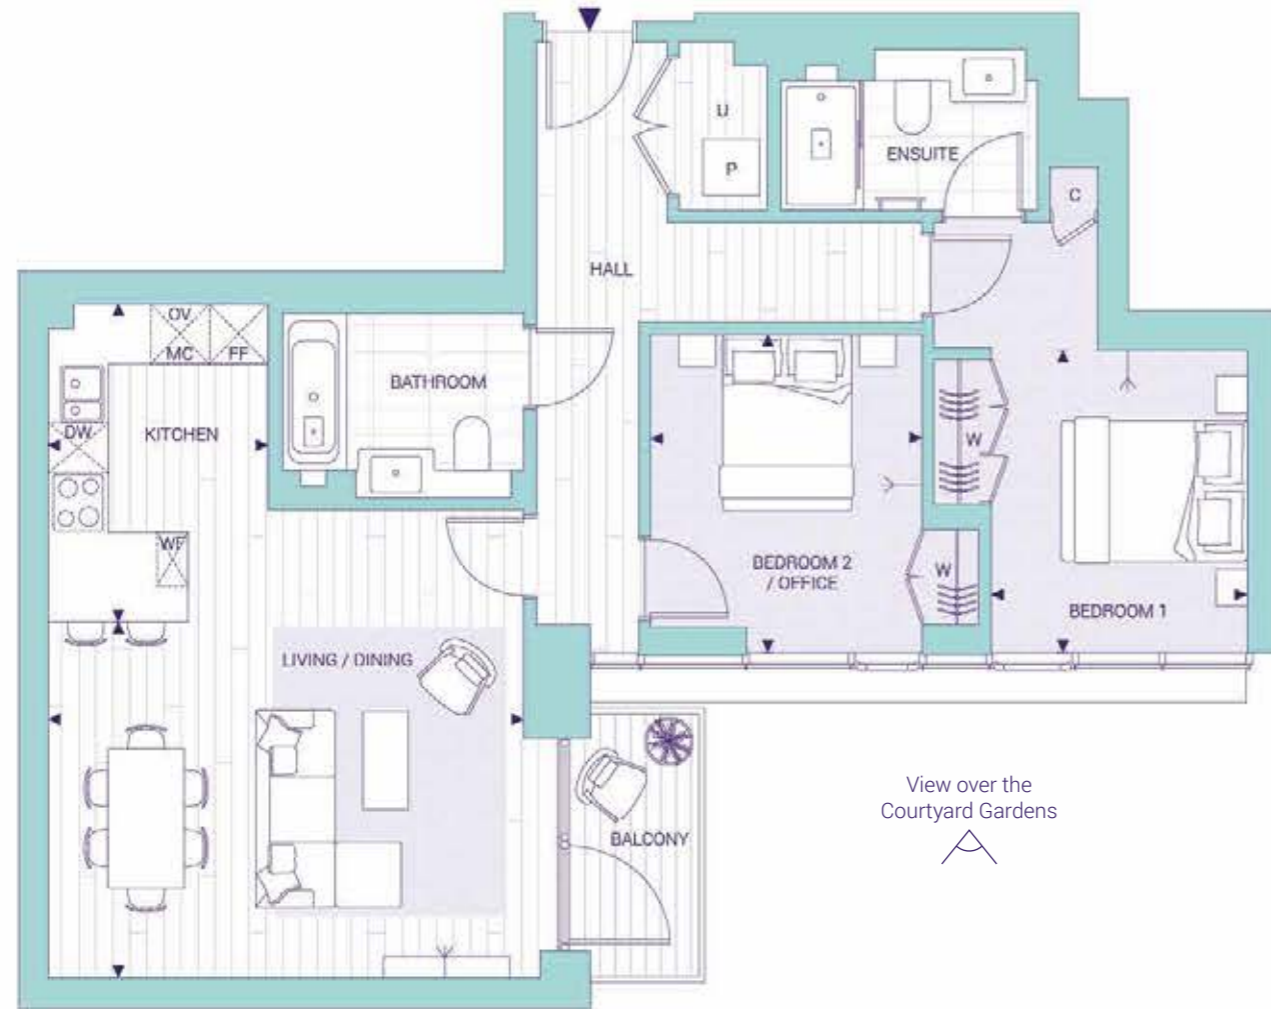 U
P
ENSUITE
C
HALL
OV
MC
FF
BATHROOM
DW
KITCHEN
W
WF
BEDROOM 2
/ OFFICE
W
BEDROOM 1
LIVING / DINING
View over the
Courtyard Gardens
BALCONY